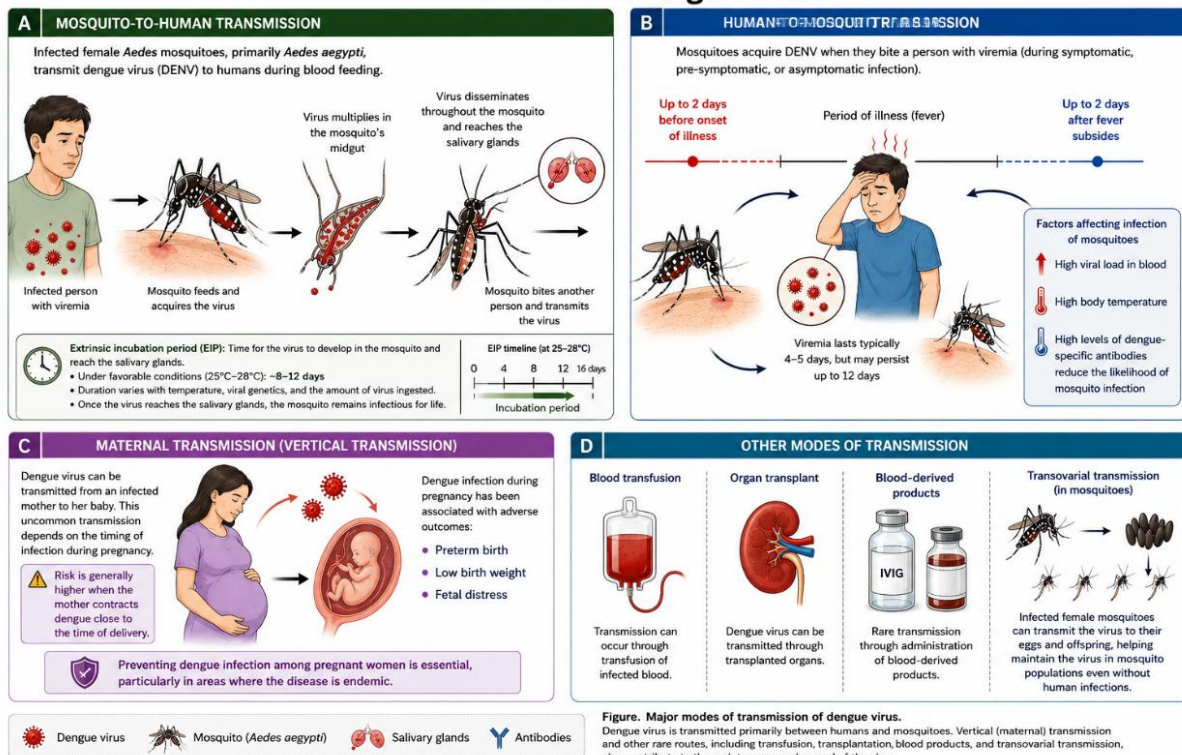 A MOSQUITO-TO-HUMAN TRANSMISSION
Infected female Aedes mosquitoes, primarily Aedes aegypti,
transmit dengue virus (DENV) to humans during blood feeding.
Infected person
with viremia
Mosquito feeds and
acquires the virus
Virus multiplies in
the mosquito's
midgut
Virus disseminates
throughout the mosquito
and reaches the
salivary glands
Mosquito bites another
person and transmits
the virus
Extrinsic incubation period (EIP): Time for the virus to develop in the mosquito and
reach the salivary glands.
• Under favorable conditions (25°C–28°C): ~8–12 days
• Duration varies with temperature, viral genetics, and the amount of virus ingested.
• Once the virus reaches the salivary glands, the mosquito remains infectious for life.
EIP timeline (at 25–28°C)
0 4 8 12 16 days
Incubation period
B
Mosquitoes acquire DENV when they bite a person with viremia (during symptomatic,
pre-symptomatic, or asymptomatic infection).
Up to 2 days
before onset
of illness
Period of illness (fever)
Up to 2 days
after fever
subsides
Viremia lasts typically
4–5 days, but may persist
up to 12 days
Factors affecting infection
of mosquitoes
High viral load in blood
High body temperature
High levels of dengue-
specific antibodies
reduce the likelihood of
mosquito infection
C MATERNAL TRANSMISSION (VERTICAL TRANSMISSION)
Dengue virus can be
transmitted from an infected
mother to her baby. This
uncommon transmission
depends on the timing of
infection during pregnancy.
Risk is generally
higher when the
mother contracts
dengue close to
the time of delivery.
Dengue infection during
pregnancy has been
associated with adverse
outcomes:
• Preterm birth
• Low birth weight
• Fetal distress
Preventing dengue infection among pregnant women is essential,
particularly in areas where the disease is endemic.
D OTHER MODES OF TRANSMISSION
Blood transfusion
Transmission can
occur through
transfusion of
infected blood.
Organ transplant
Dengue virus can be
transmitted through
transplanted organs.
Blood-derived
products
IVIG
Rare transmission
through administration
of blood-derived
products.
Transovarial transmission
(in mosquitoes)
Infected female mosquitoes
can transmit the virus to their
eggs and offspring, helping
maintain the virus in mosquito
populations even without
human infections.
Dengue virus
Mosquito (Aedes aegypti)
Salivary glands
Antibodies
Figure. Major modes of transmission of dengue virus.
Dengue virus is transmitted primarily between humans and mosquitoes. Vertical (maternal) transmission
and other rare routes, including transfusion, transplantation, blood products, and transovarial transmission,